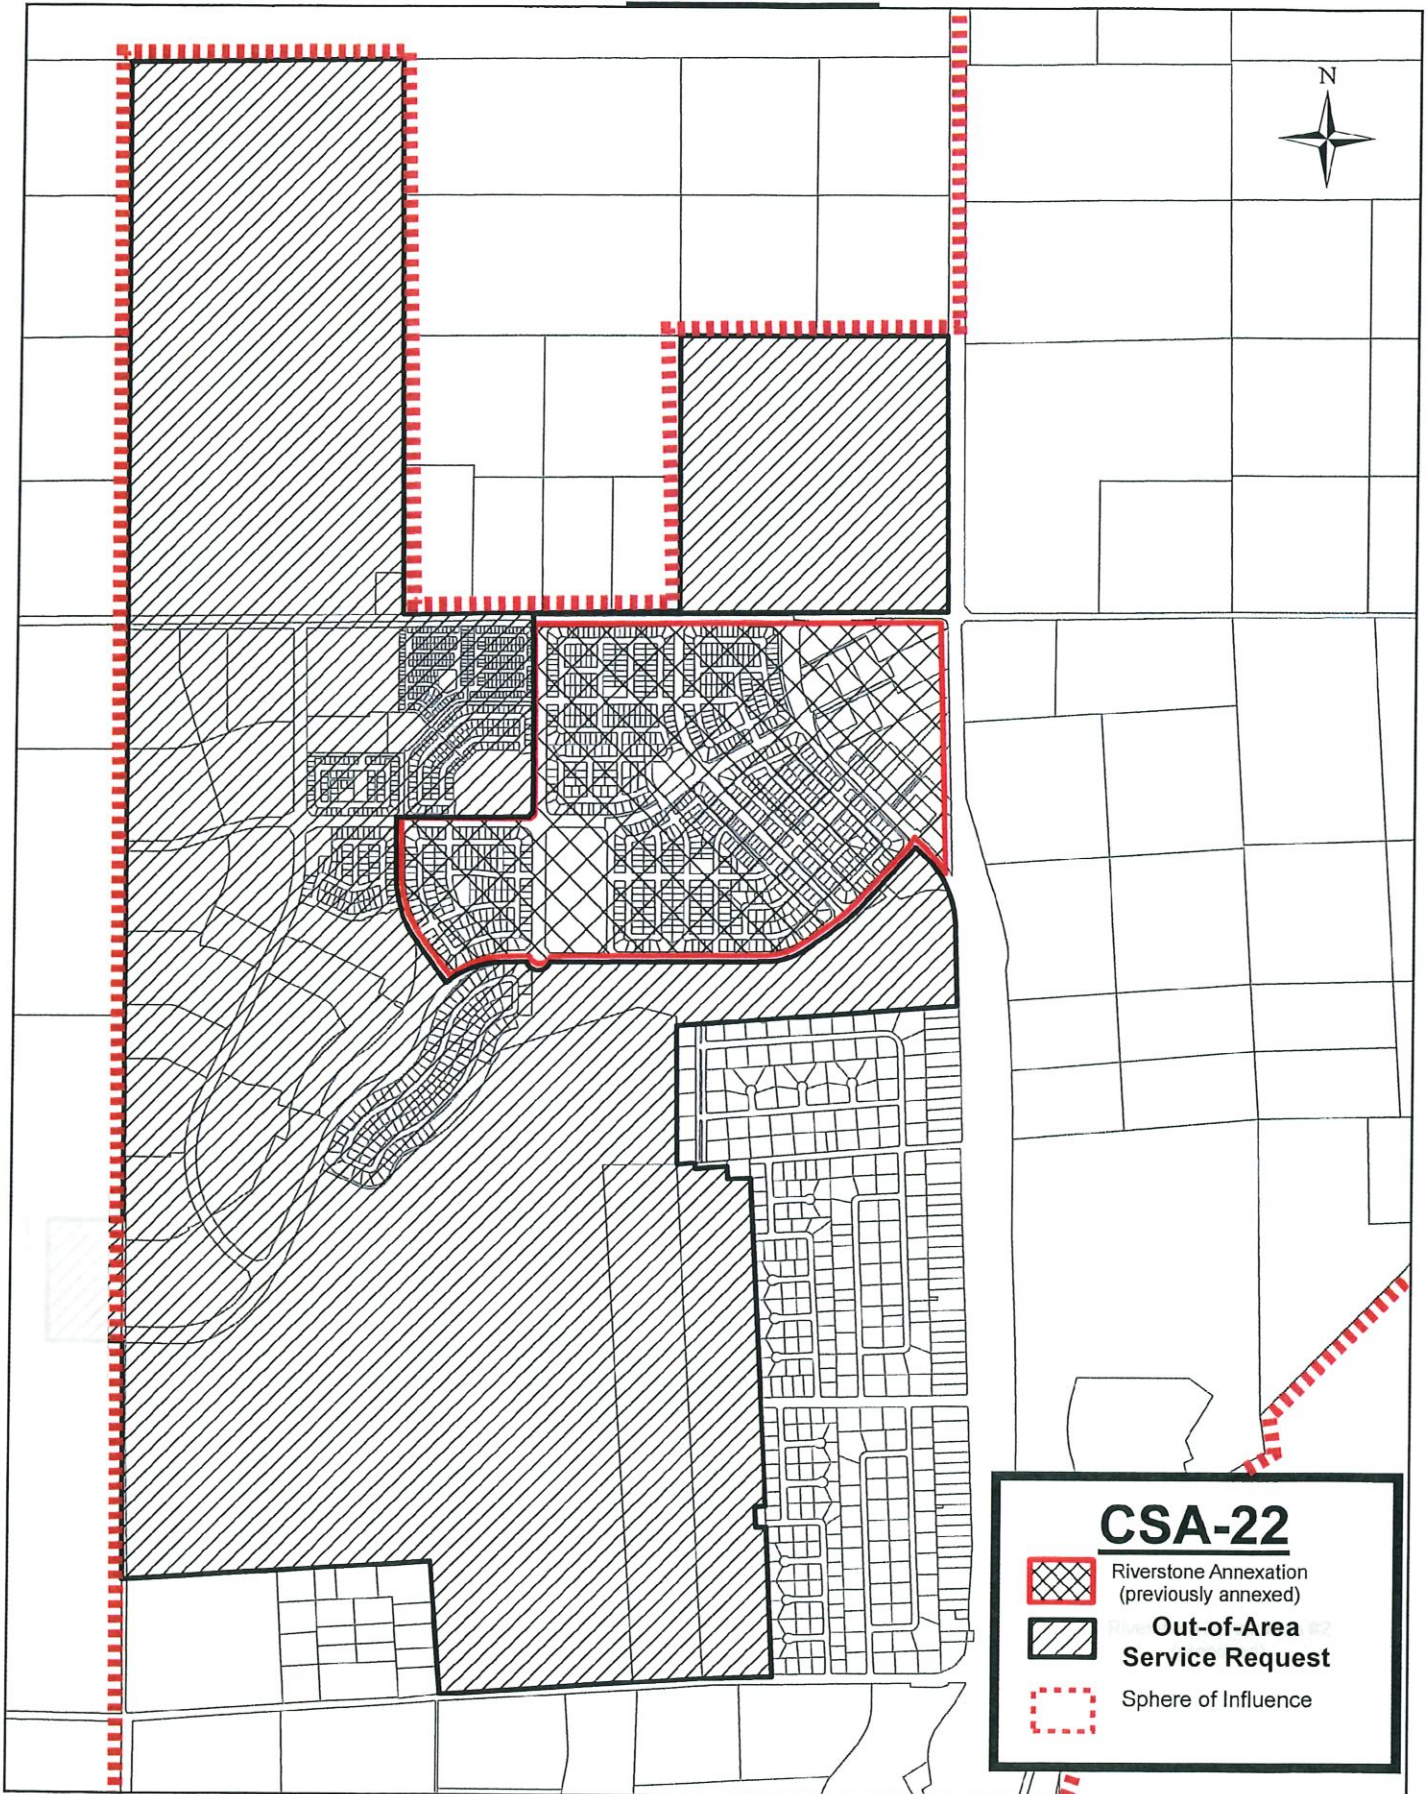 N
CSA-22
Riverstone Annexation
(previously annexed)
Out-of-Area
Service Request
Sphere of Influence